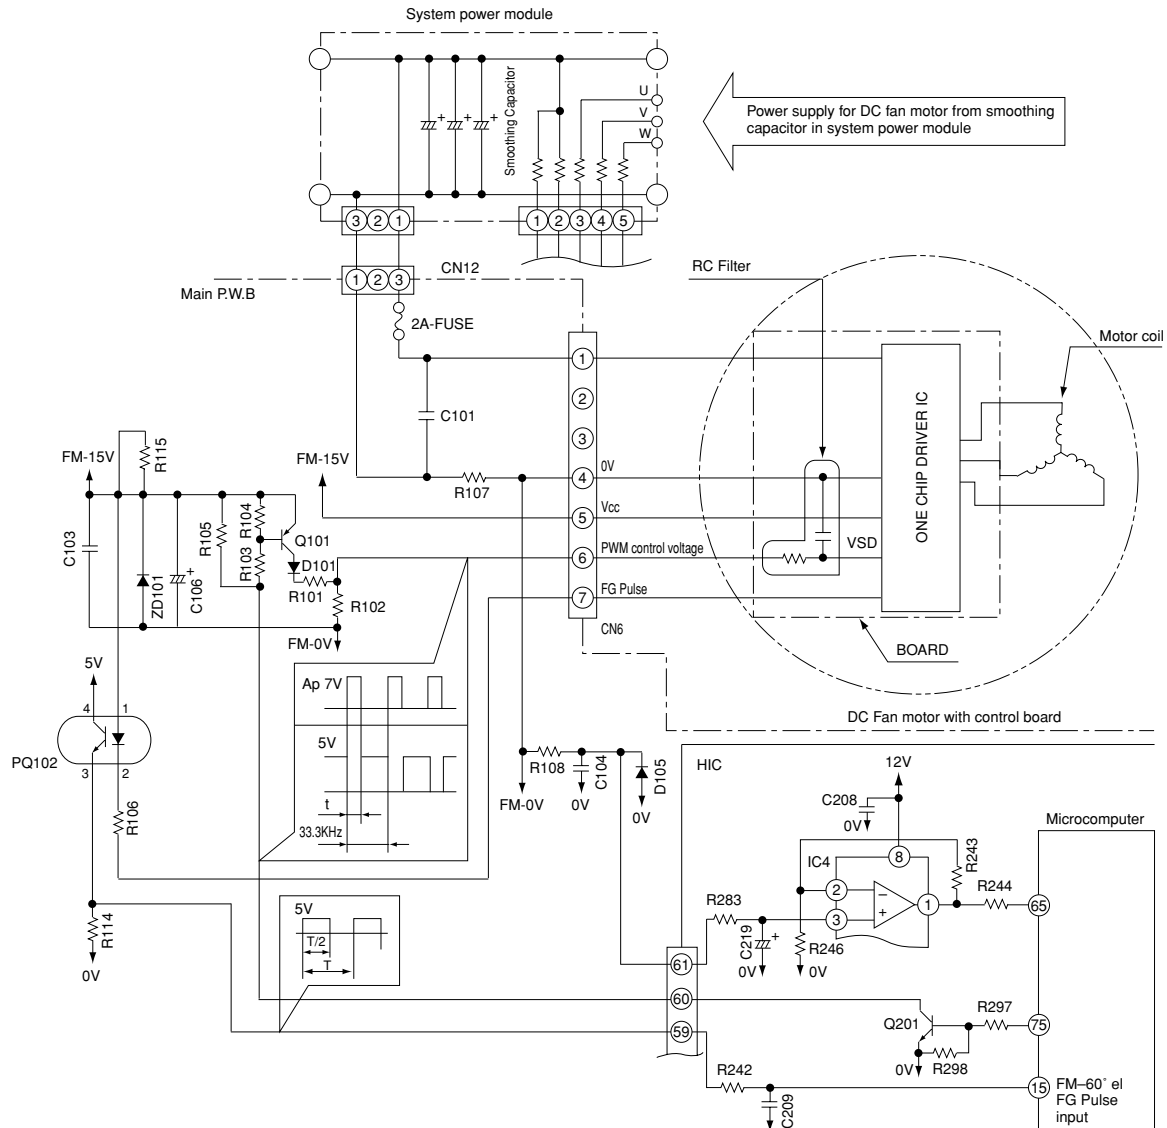 System power module
U
V
W
+
+
+
Smoothing Capacitor
Power supply for DC fan motor from smoothing
capacitor in system power module
3 2 1
1 2 3 4 5
CN12
1 2 3
Main P.W.B
2A-FUSE
RC Filter
Motor coil
1
2
3
4
5
6
7
C101
0V
R107
Vcc
PWM control voltage
FG Pulse
CN6
VSD
ONE CHIP DRIVER IC
BOARD
DC Fan motor with control board
FM-15V
FM-15V
R115
C103
ZD101
C106
+
R105
R104
R103
Q101
D101
R101
R102
FM-0V
5V
4
1
PQ102
3
2
R106
R114
0V
Ap 7V
5V
t
33.3KHz
5V
T/2
T
R108
C104
D105
FM-0V
0V
0V
HIC
12V
C208
0V
Microcomputer
IC4
8
R243
2
3
−
+
1
R244
65
R283
C219
+
0V
R246
0V
61
60
59
Q201
R297
75
0V
R298
R242
C209
15
FM–60˚ el
FG Pulse
input